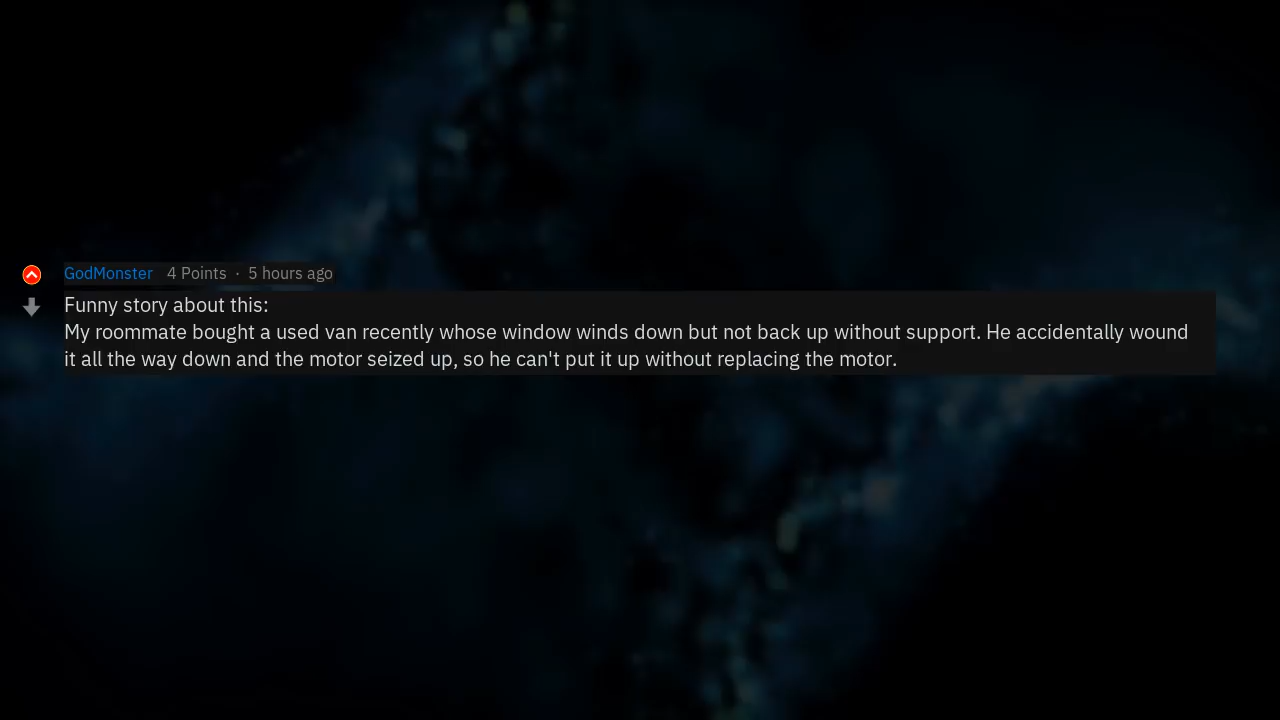 GodMonster 4 Points · 5 hours ago
Funny story about this:
My roommate bought a used van recently whose window winds down but not back up without support. He accidentally wound
it all the way down and the motor seized up, so he can't put it up without replacing the motor.